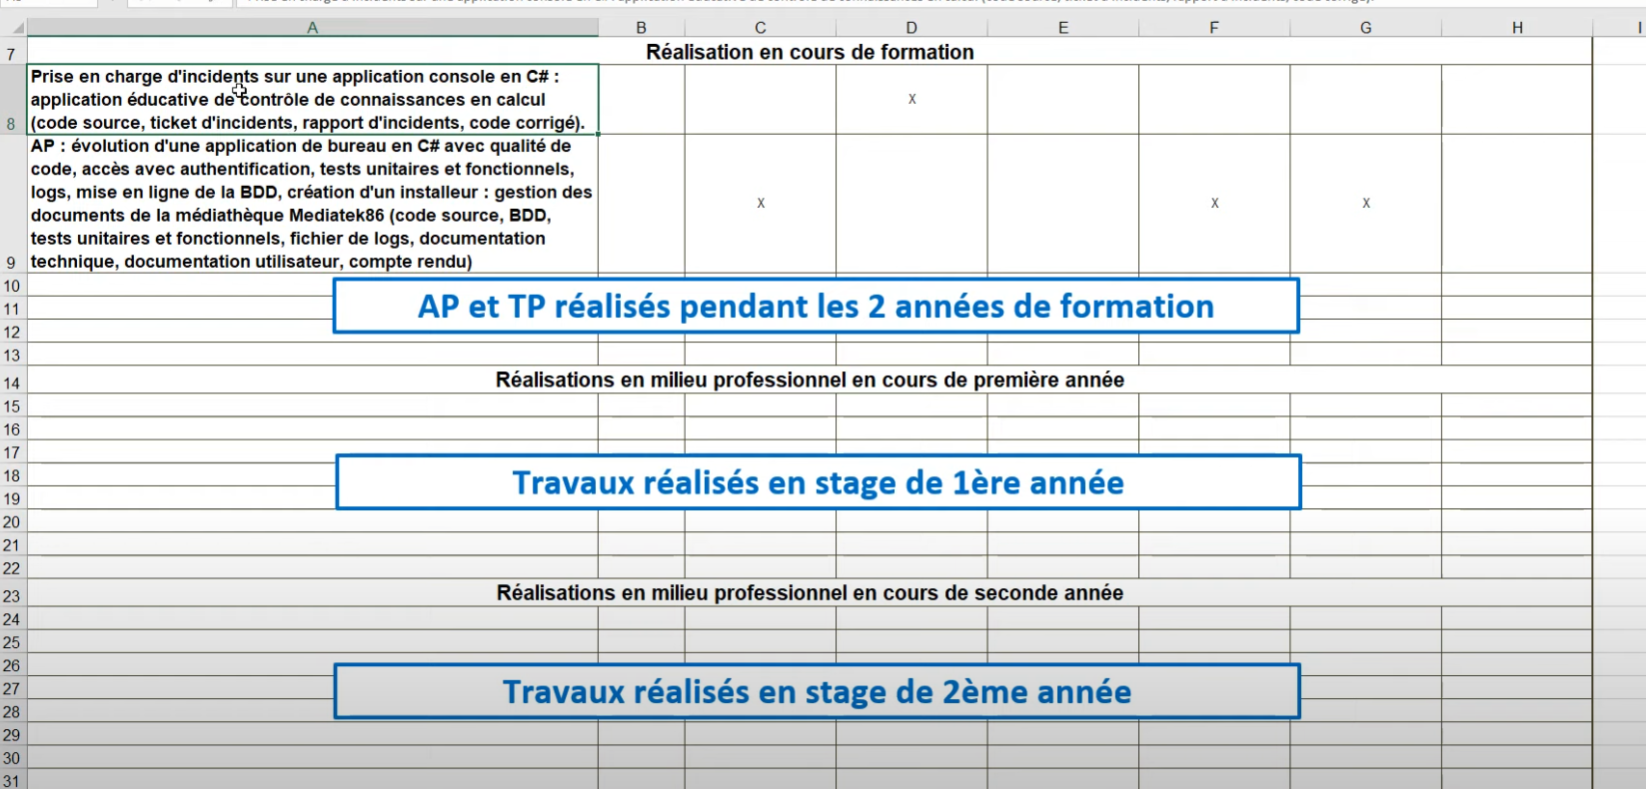 A B C D E F G H I
7 Réalisation en cours de formation
Prise en charge d'incidents sur une application console en C# :
application éducative de contrôle de connaissances en calcul X
8 (code source, ticket d'incidents, rapport d'incidents, code corrigé).
AP : évolution d'une application de bureau en C# avec qualité de
code, accès avec authentification, tests unitaires et fonctionnels,
logs, mise en ligne de la BDD, création d'un installeur : gestion des X X X
documents de la médiathèque Mediatek86 (code source, BDD,
tests unitaires et fonctionnels, fichier de logs, documentation
9 technique, documentation utilisateur, compte rendu)
10
11 AP et TP réalisés pendant les 2 années de formation
12
13
14 Réalisations en milieu professionnel en cours de première année
15
16
17
18 Travaux réalisés en stage de 1ère année
19
20
21
22
23 Réalisations en milieu professionnel en cours de seconde année
24
25
26
27 Travaux réalisés en stage de 2ème année
28
29
30
31